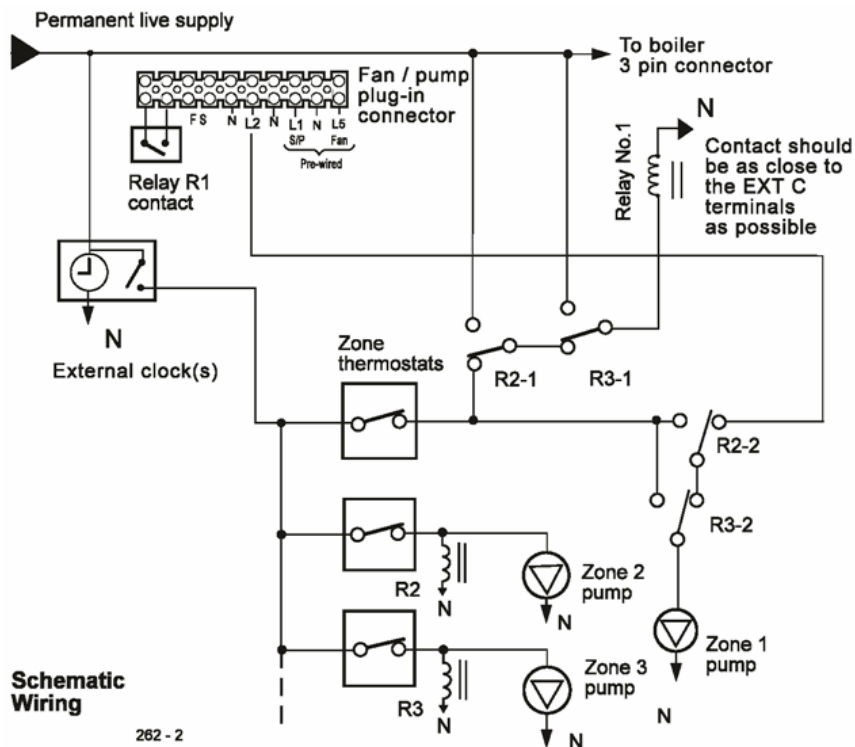 Permanent live supply
To boiler
3 pin connector
Fan / pump
plug-in
connector
F S N L2 N L1 N L5
S/P Fan
Pre-wired
Relay R1
contact
Relay No.1
N
Contact should
be as close to
the EXT C
terminals
as possible
N
External clock(s)
Zone
thermostats
R2-1
R3-1
R2-2
R3-2
R2
N
Zone 2
pump
N
Zone 1
pump
N
R3
N
Zone 3
pump
N
Schematic
Wiring
262 - 2